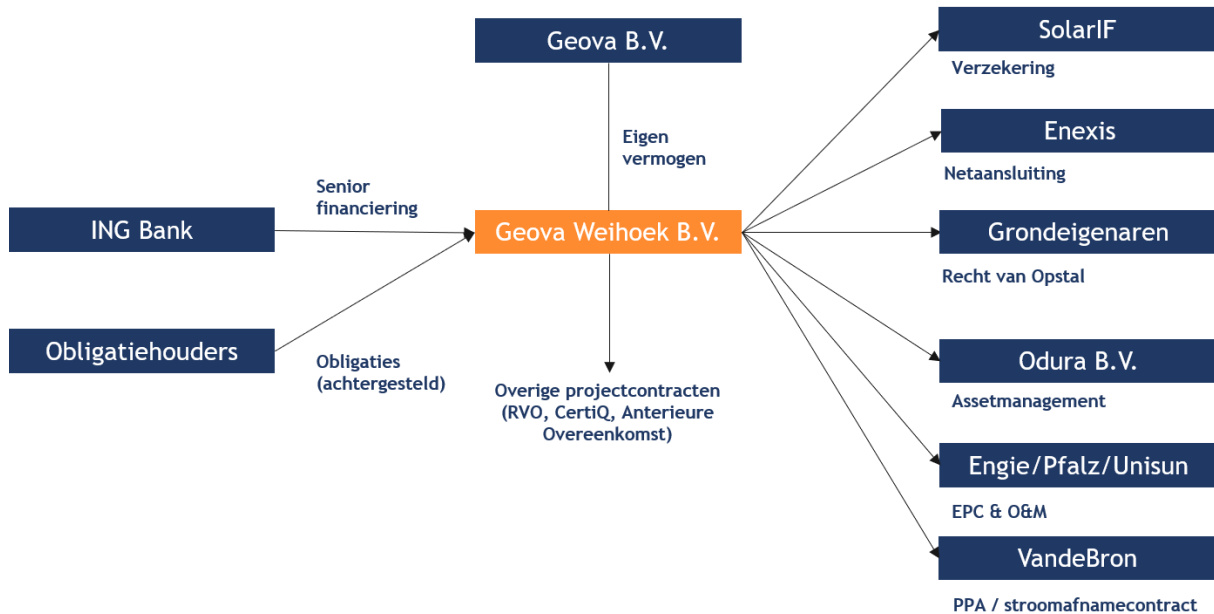 Geova B.V.
Eigen
vermogen
Senior
financiering
ING Bank
Geova Weihoek B.V.
Obligatiehouders
Obligaties
(achtergesteld)
Overige projectcontracten
(RVO, CertiQ, Anterieure
Overeenkomst)
SolarIF
Verzekering
Enexis
Netaansluiting
Grondeigenaren
Recht van Opstal
Odura B.V.
Assetmanagement
Engie/Pfalz/Unisun
EPC & O&M
VandeBron
PPA / stroomafnamecontract